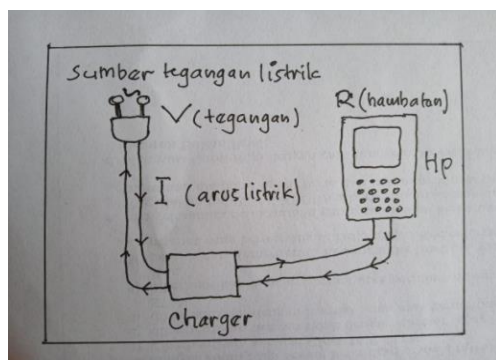 Sumber tegangan listrik
V (tegangan)
R (hambatan)
Hp
I (arus listrik)
Charger